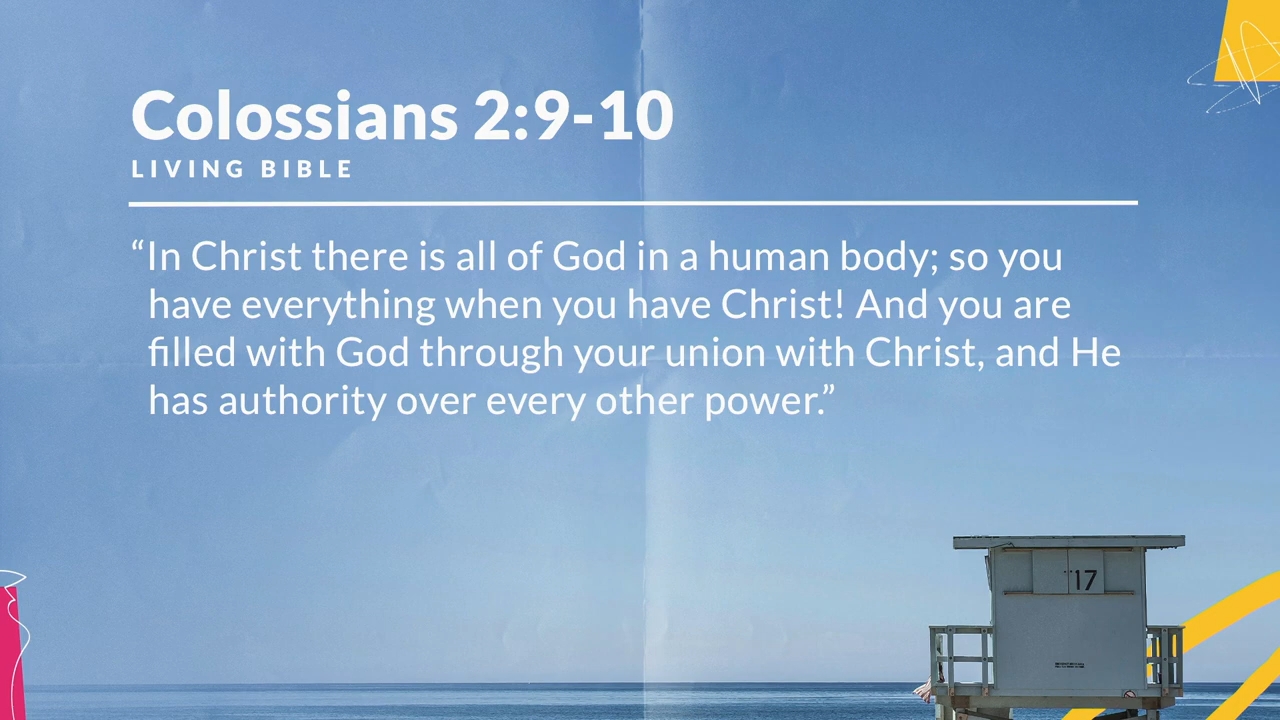 Colossians 2:9-10
LIVING BIBLE
“In Christ there is all of God in a human body; so you
have everything when you have Christ! And you are
filled with God through your union with Christ, and He
has authority over every other power.”
17